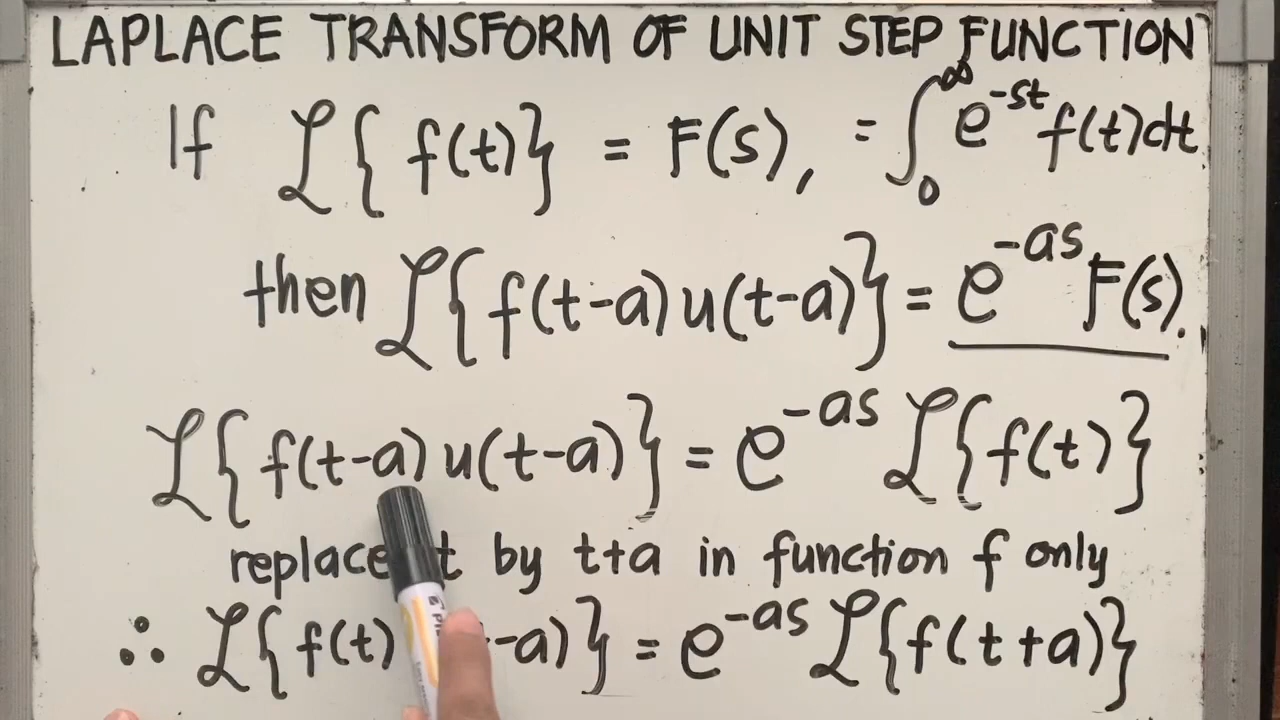 LAPLACE TRANSFORM OF UNIT STEP FUNCTION
If ℒ{f(t)} = F(s), = ∫₀^∞ e^{-st} f(t)dt
then ℒ{f(t-a)u(t-a)} = e^{-as} F(s).
ℒ{f(t-a)u(t-a)} = e^{-as} ℒ{f(t)}
replace t by t+a in function f only
∴ ℒ{f(t) -a)} = e^{-as} ℒ{f(t+a)}